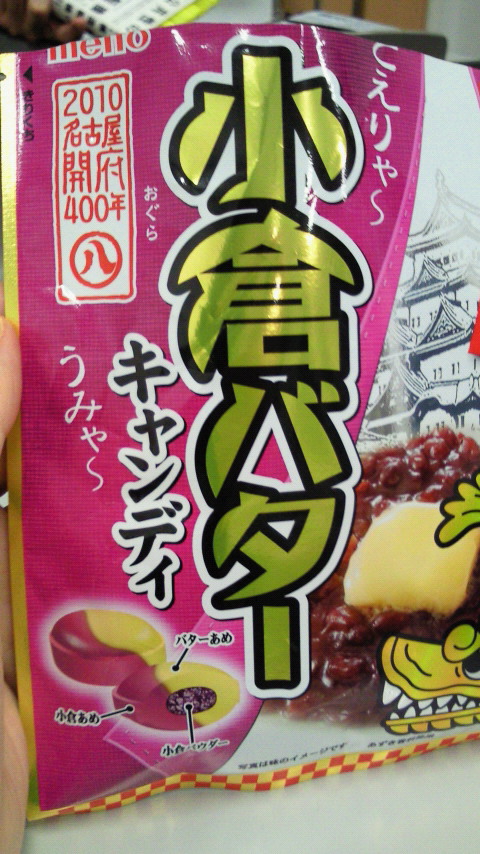 meito
きりくち
2010
名古屋
開府
400年
八
おぐら
小倉バター
キャンディ
でえりゃ～
うみゃ～
バターあめ
小倉あめ
小倉パウダー
写真は味のイメージです